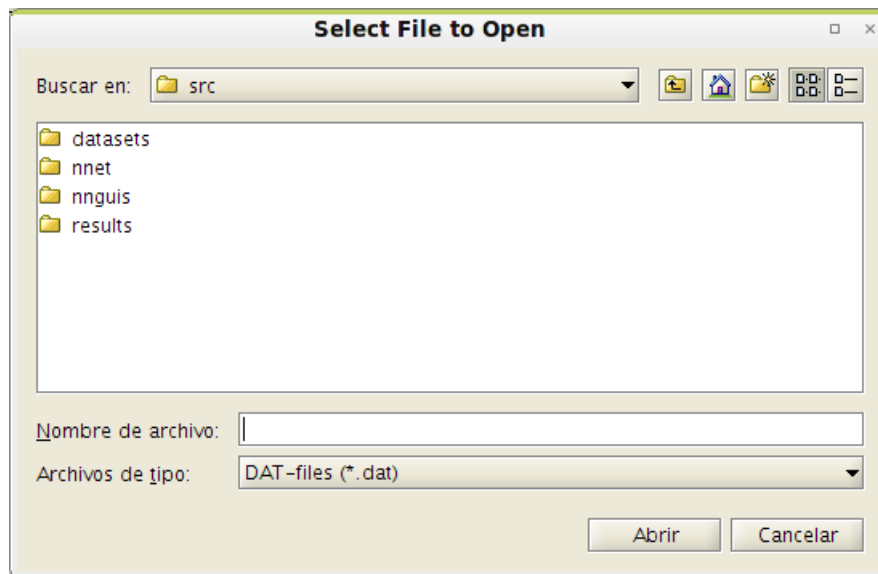 Select File to Open
Buscar en: src
datasets
nnet
nnguis
results
Nombre de archivo:
Archivos de tipo: DAT-files (*.dat)
Abrir Cancelar